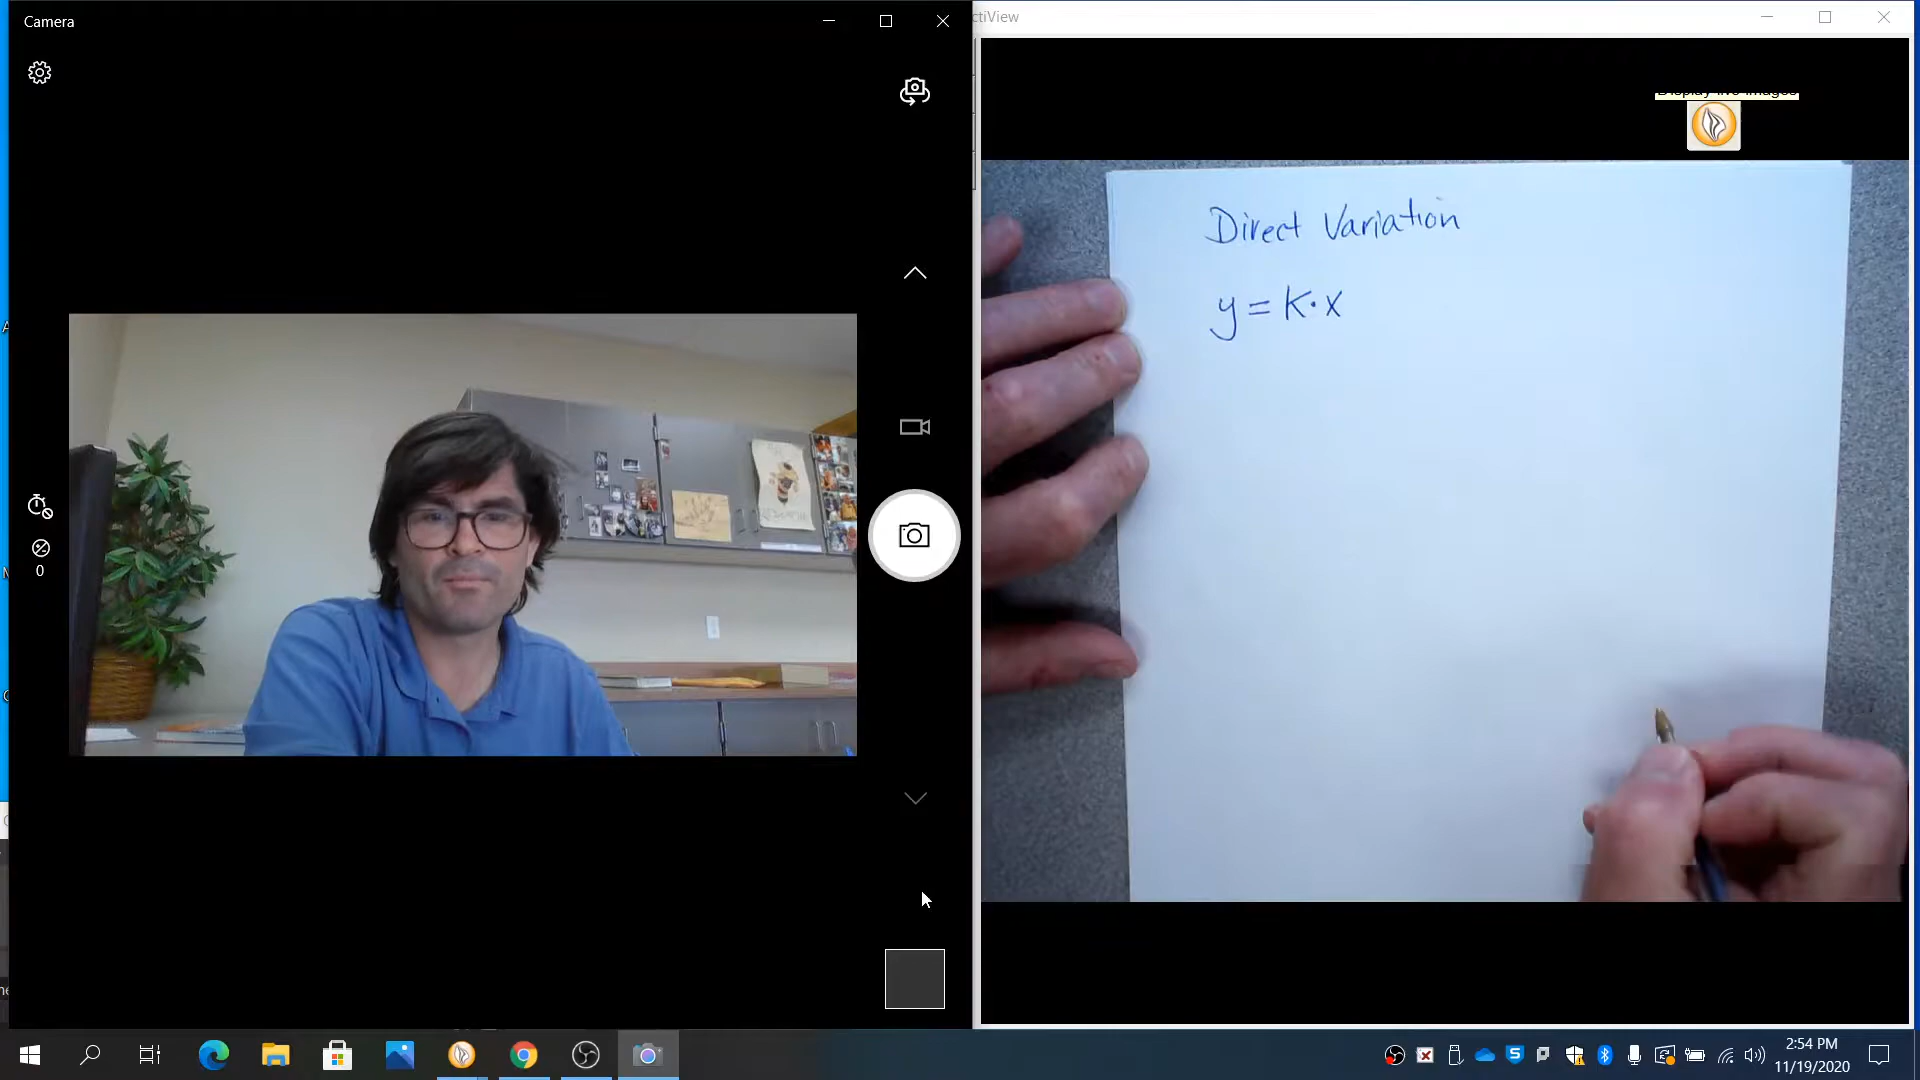 Camera
ctiView
Direct Variation
y = K·x
0
2:54 PM
11/19/2020